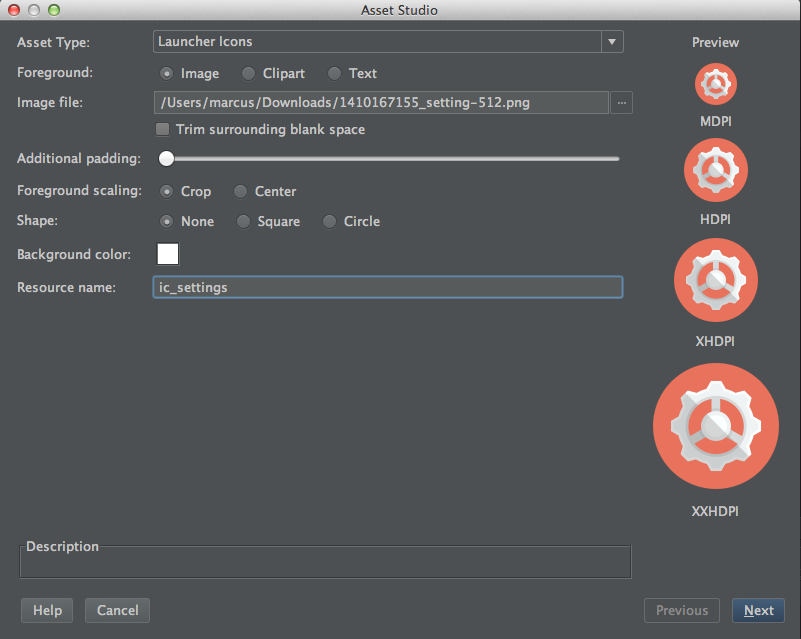 Asset Studio
Asset Type: Launcher Icons
Foreground: Image Clipart Text
Image file: /Users/marcus/Downloads/1410167155_setting-512.png ...
Trim surrounding blank space
Additional padding:
Foreground scaling: Crop Center
Shape: None Square Circle
Background color:
Resource name: ic_settings
Preview
MDPI
HDPI
XHDPI
XXHDPI
Description
Help Cancel Previous Next